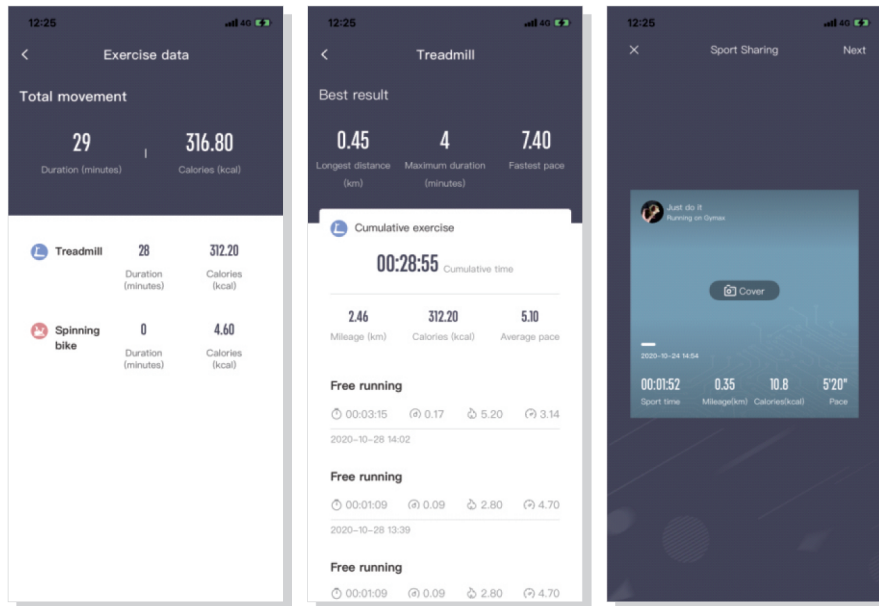 12:25
4G
Exercise data
Total movement
29
316.80
Duration (minutes)
Calories (kcal)
Treadmill
28
312.20
Duration
(minutes)
Calories
(kcal)
Spinning
bike
0
4.60
Duration
(minutes)
Calories
(kcal)
12:25
4G
Treadmill
Best result
0.45
4
7.40
Longest distance
(km)
Maximum duration
(minutes)
Fastest pace
Cumulative exercise
00:28:55 Cumulative time
2.46
312.20
5.10
Mileage (km)
Calories (kcal)
Average pace
Free running
00:03:15 0.17 5.20 3.14
2020-10-28 14:02
Free running
00:01:09 0.09 2.80 4.70
2020-10-28 13:39
Free running
00:01:09 0.09 2.80 4.70
12:25
4G
Sport Sharing
Next
Just do it
Running on Gymax
Cover
2020-10-24 14:54
00:01:52
0.35
10.8
5'20"
Sport time
Mileage(km)
Calories(kcal)
Pace